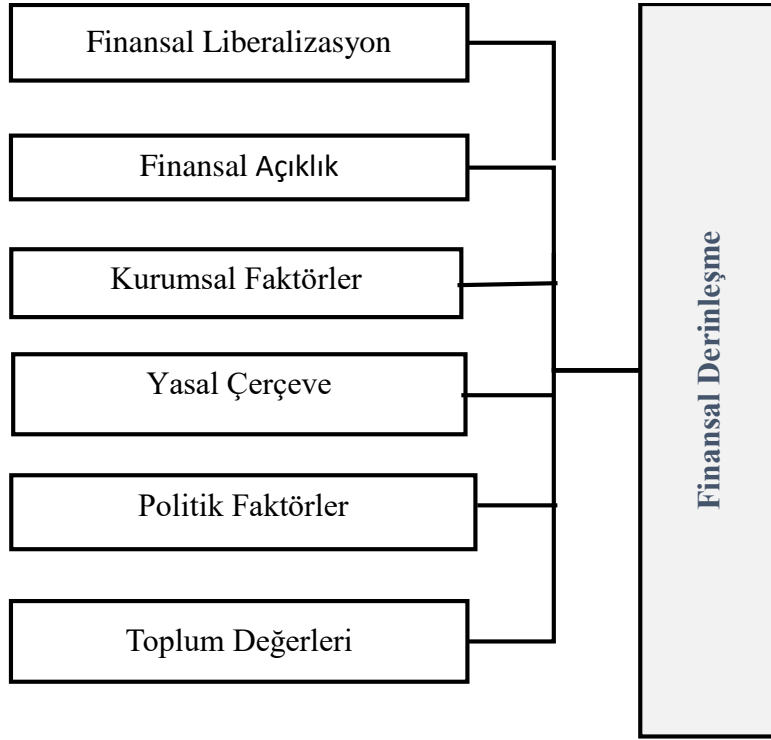 Finansal Liberalizasyon
Finansal Açıklık
Kurumsal Faktörler
Yasal Çerçeve
Politik Faktörler
Toplum Değerleri
Finansal Derinleşme